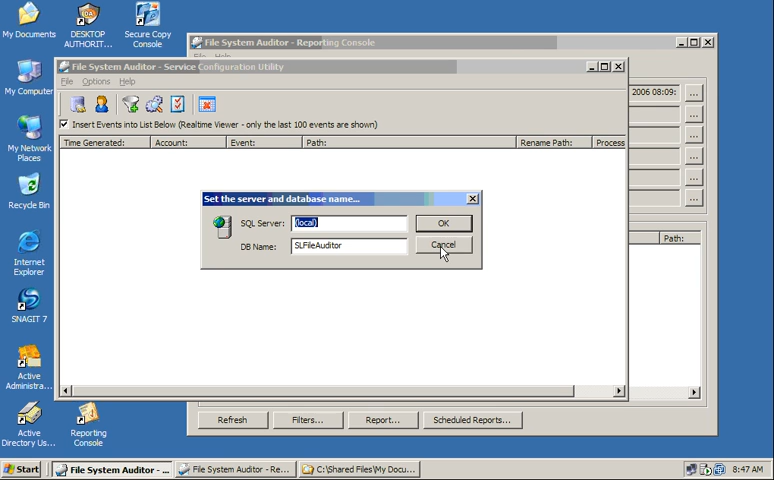 My Documents
DESKTOP
AUTHORIT...
Secure Copy
Console
My Computer
My Network
Places
Recycle Bin
Internet
Explorer
SNAGIT 7
Active
Administra...
Active
Directory Us...
Reporting
Console
File System Auditor - Reporting Console
File Help
2006 08:09:
...
...
...
...
...
...
Path:
Refresh
Filters...
Report...
Scheduled Reports...
File System Auditor - Service Configuration Utility
File Options Help
Insert Events into List Below (Realtime Viewer - only the last 100 events are shown)
Time Generated: Account: Event: Path: Rename Path: Process
Set the server and database name...
SQL Server: (local) OK
DB Name: SLFileAuditor Cancel
Start File System Auditor - ... File System Auditor - Re... C:\Shared Files\My Docu... 8:47 AM